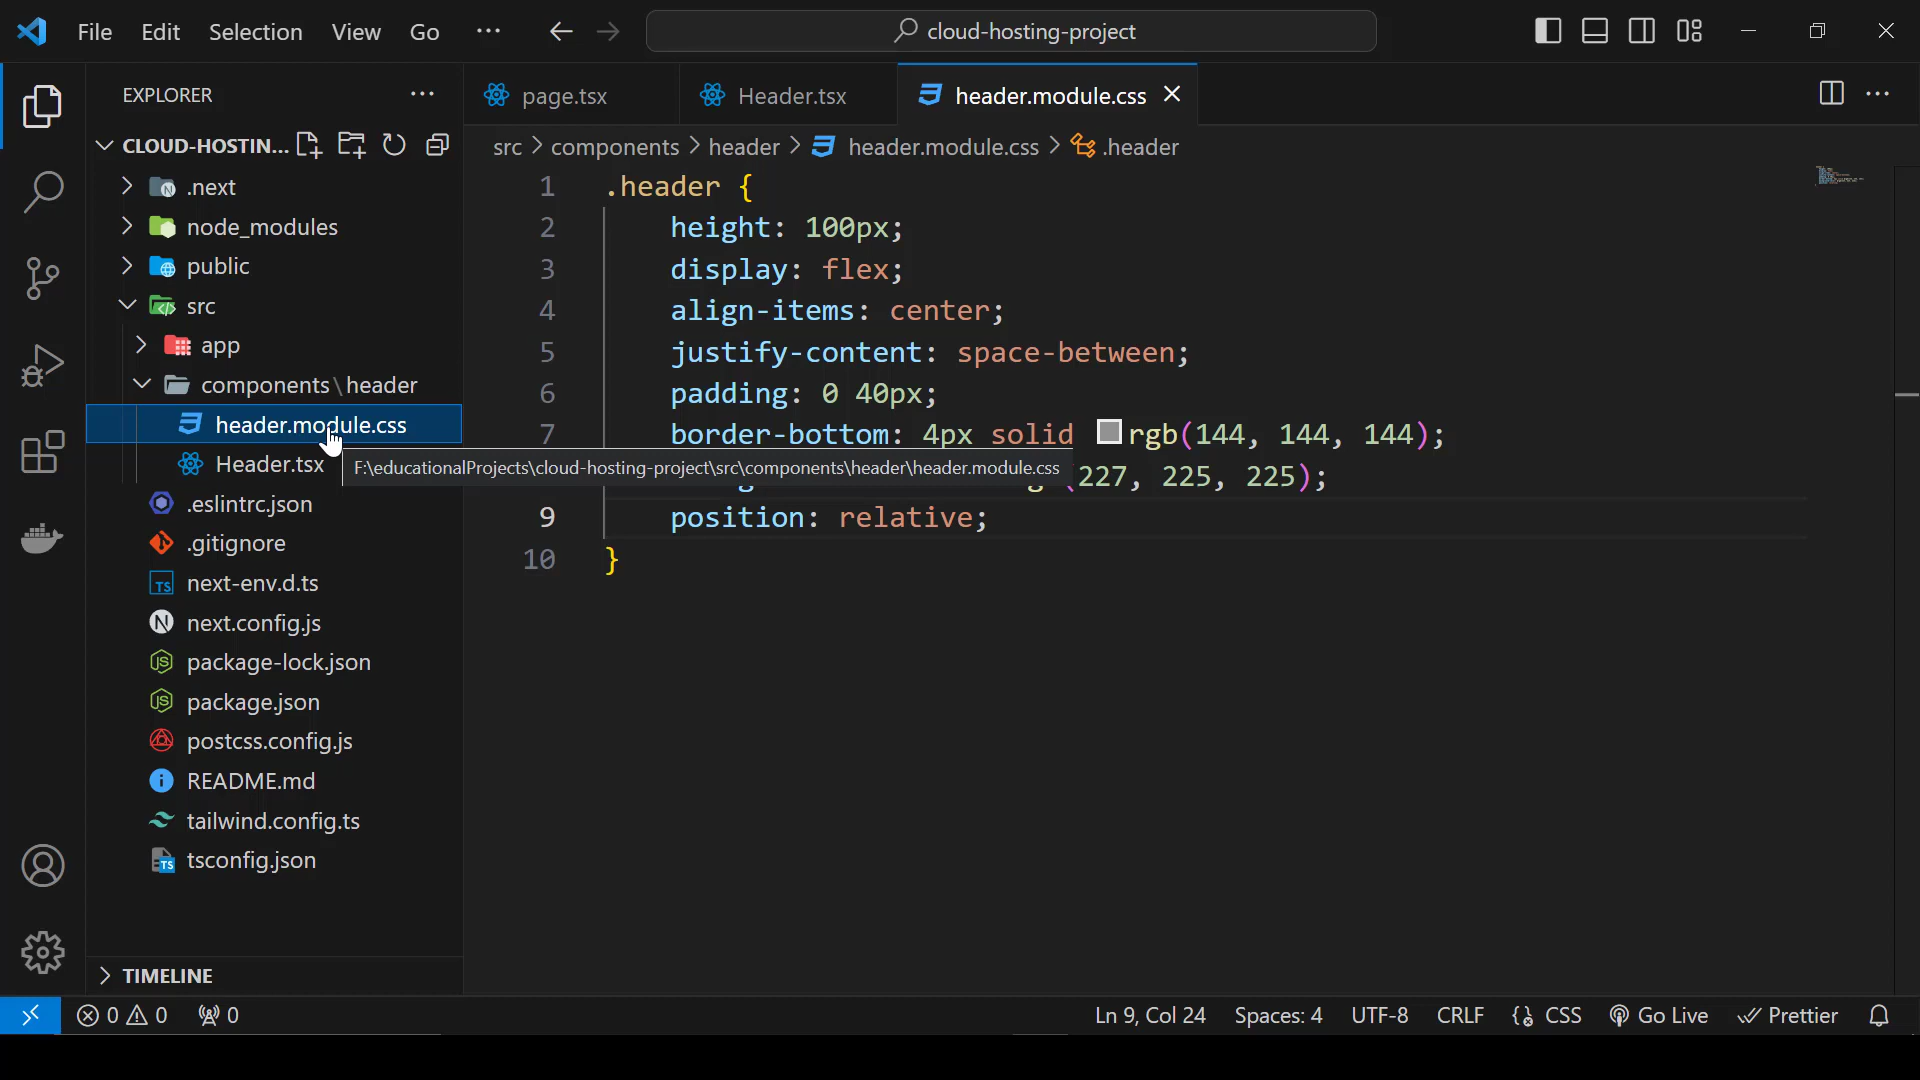 File Edit Selection View Go ··· cloud-hosting-project
EXPLORER ···
CLOUD-HOSTIN...
.next
node_modules
public
src
app
components\header
header.module.css
Header.tsx
.eslintrc.json
.gitignore
next-env.d.ts
next.config.js
package-lock.json
package.json
postcss.config.js
README.md
tailwind.config.ts
tsconfig.json
TIMELINE
page.tsx Header.tsx header.module.css
src > components > header > header.module.css > .header
1 .header {
2 height: 100px;
3 display: flex;
4 align-items: center;
5 justify-content: space-between;
6 padding: 0 40px;
7 border-bottom: 4px solid rgb(144, 144, 144);
F:\educationalProjects\cloud-hosting-project\src\components\header\header.module.css
(227, 225, 225);
9 position: relative;
10 }
0 0 0 Ln 9, Col 24 Spaces: 4 UTF-8 CRLF {} CSS Go Live Prettier